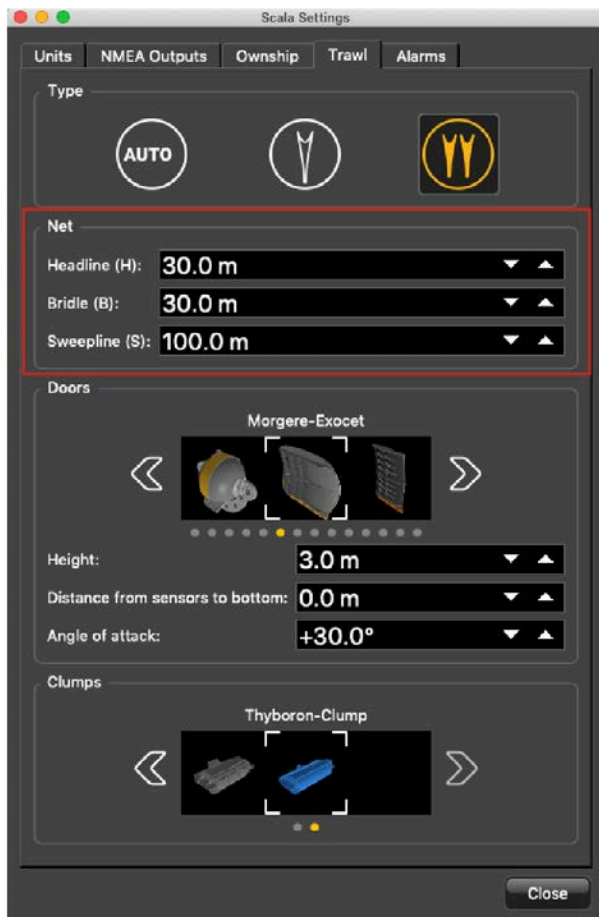 Scala Settings
Units NMEA Outputs Ownship Trawl Alarms
Type
AUTO
Net
Headline (H): 30.0 m
Bridle (B): 30.0 m
Sweepline (S): 100.0 m
Doors
Morgere-Exocet
Height: 3.0 m
Distance from sensors to bottom: 0.0 m
Angle of attack: +30.0°
Clumps
Thyboron-Clump
Close